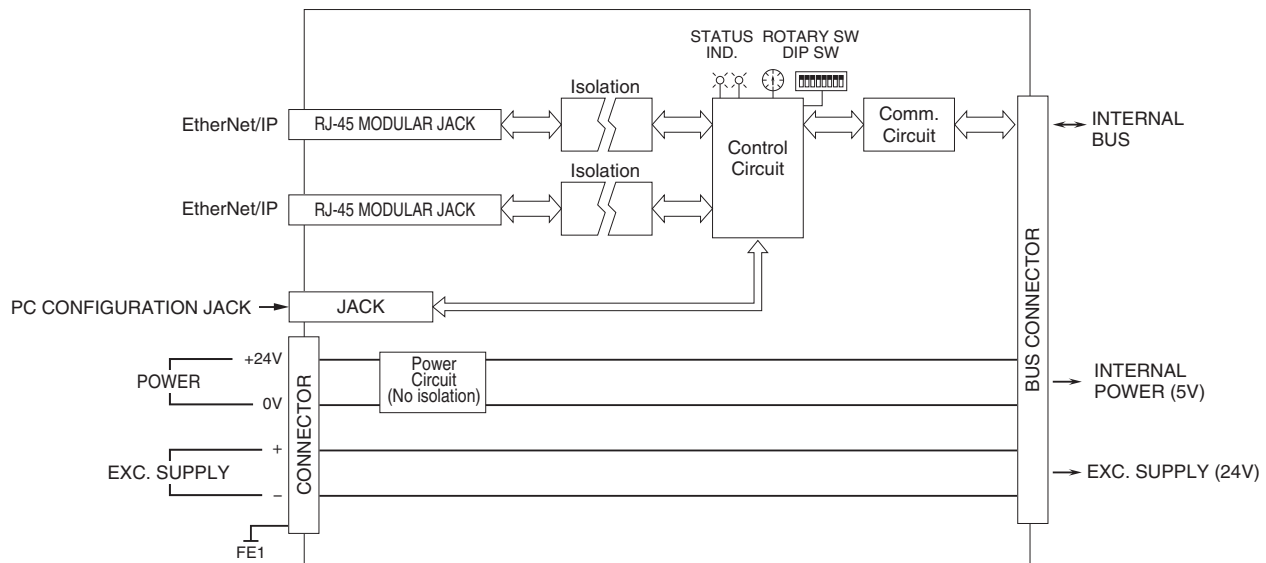 STATUS
IND.
ROTARY SW
DIP SW
Isolation
EtherNet/IP
RJ-45 MODULAR JACK
Control
Circuit
Comm.
Circuit
INTERNAL
BUS
Isolation
EtherNet/IP
RJ-45 MODULAR JACK
BUS CONNECTOR
PC CONFIGURATION JACK
JACK
CONNECTOR
POWER
+24V
0V
Power
Circuit
(No isolation)
INTERNAL
POWER (5V)
EXC. SUPPLY
+
–
EXC. SUPPLY (24V)
FE1